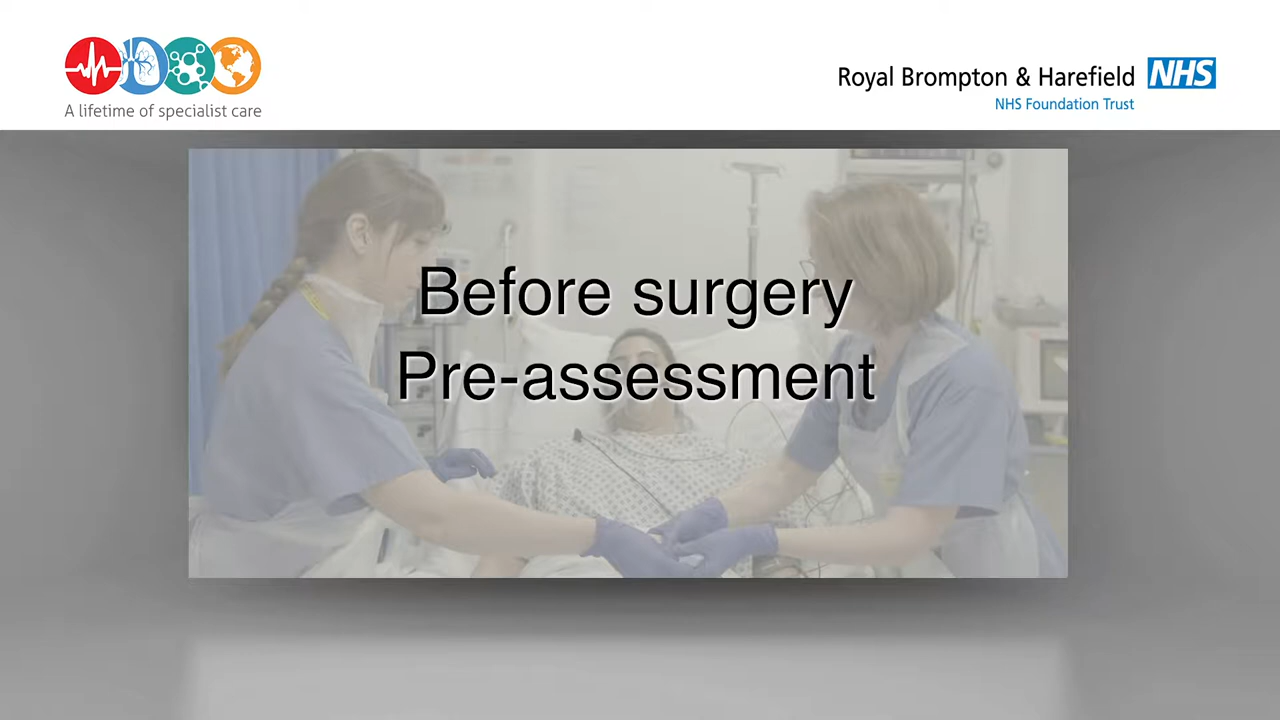 A lifetime of specialist care
Royal Brompton & Harefield NHS
NHS Foundation Trust
Before surgery
Pre-assessment